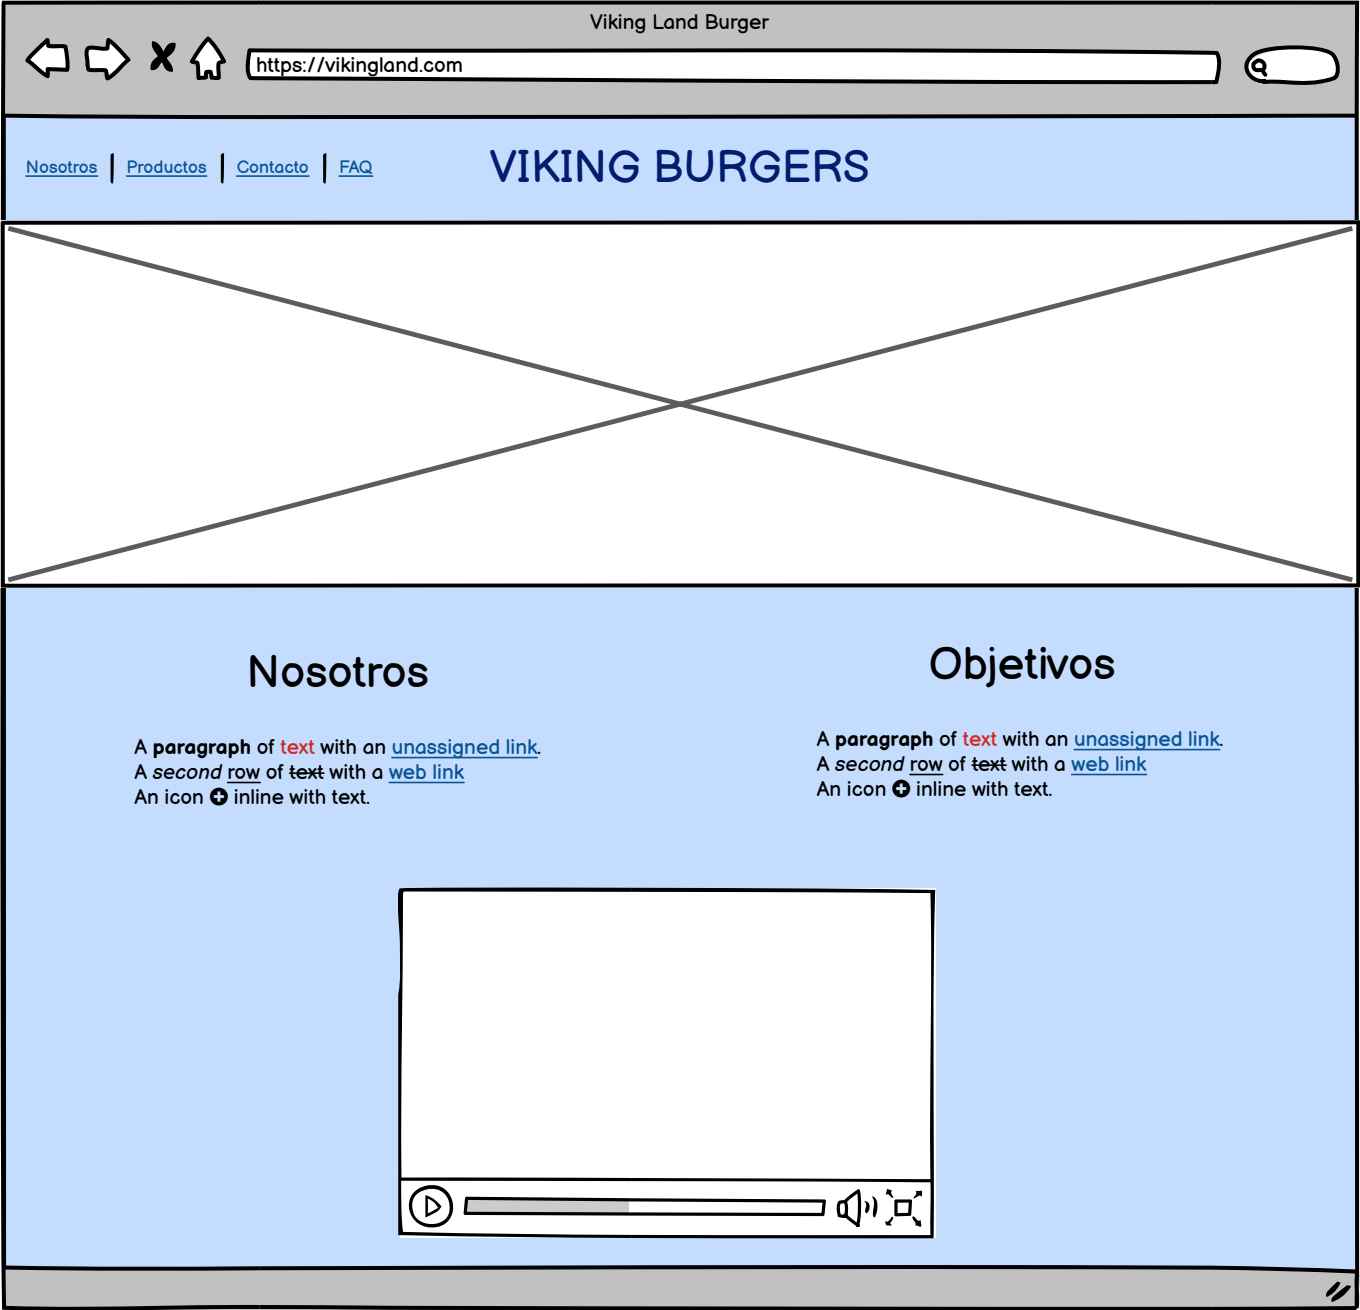 Viking Land Burger
https://vikingland.com
Nosotros | Productos | Contacto | FAQ
VIKING BURGERS
Nosotros
A paragraph of text with an unassigned link.
A second row of text with a web link
An icon inline with text.
Objetivos
A paragraph of text with an unassigned link.
A second row of text with a web link
An icon inline with text.